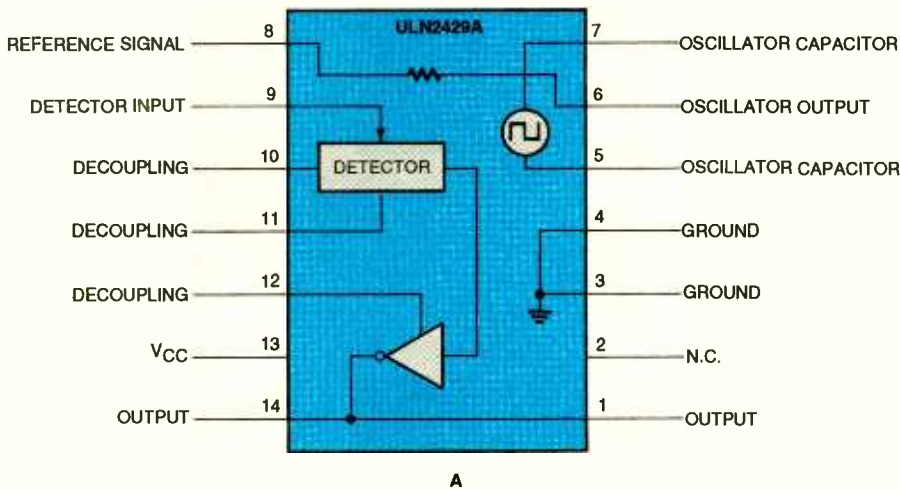 ULN2429A
REFERENCE SIGNAL 8
7 OSCILLATOR CAPACITOR
DETECTOR INPUT 9
6 OSCILLATOR OUTPUT
DECOUPLING 10
DETECTOR
5 OSCILLATOR CAPACITOR
DECOUPLING 11
4 GROUND
DECOUPLING 12
3 GROUND
VCC 13
2 N.C.
OUTPUT 14
1 OUTPUT
A